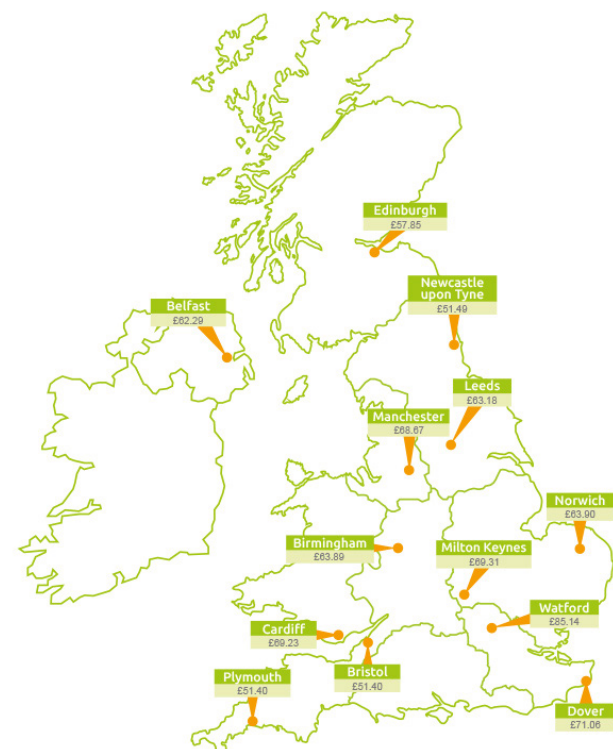 Edinburgh
£57.85
Newcastle
upon Tyne
£51.49
Belfast
£62.29
Leeds
£63.18
Manchester
£68.67
Norwich
£63.90
Birmingham
£63.89
Milton Keynes
£69.31
Watford
£85.14
Cardiff
£69.23
Bristol
£51.40
Plymouth
£51.40
Dover
£71.06